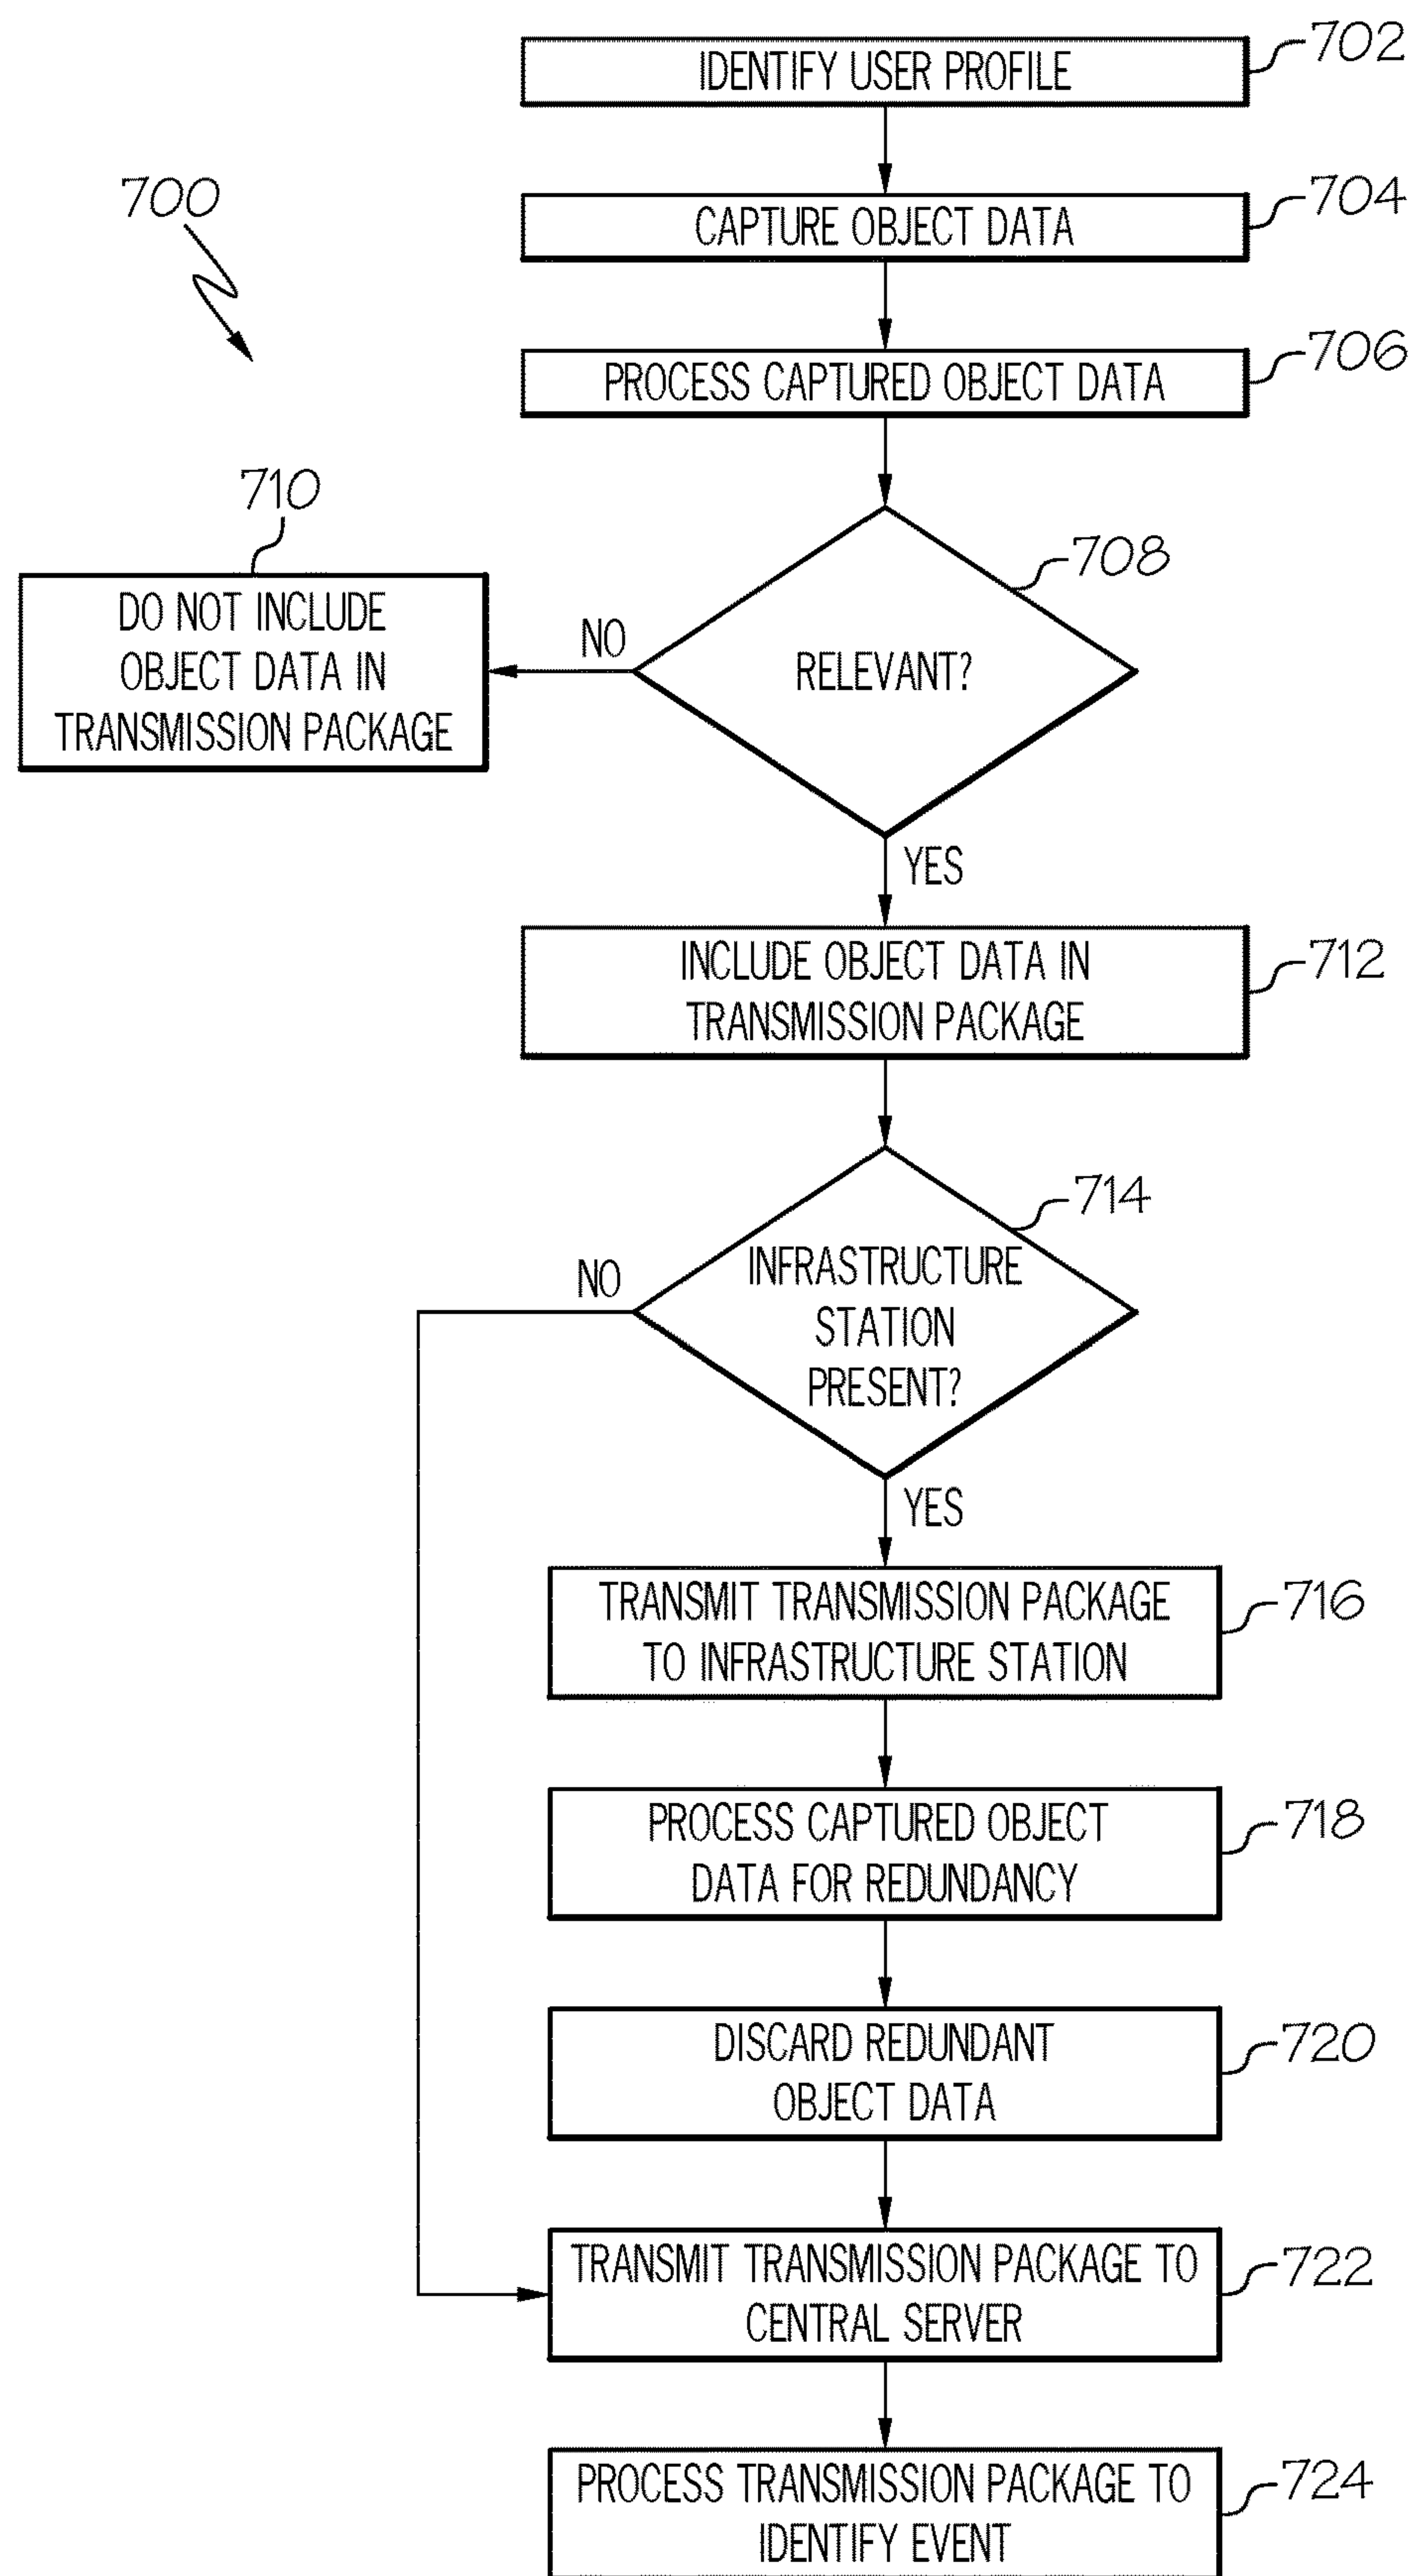 IDENTIFY USER PROFILE
702
700
CAPTURE OBJECT DATA
704
PROCESS CAPTURED OBJECT DATA
706
710
DO NOT INCLUDE
OBJECT DATA IN
TRANSMISSION PACKAGE
NO
RELEVANT?
708
YES
INCLUDE OBJECT DATA IN
TRANSMISSION PACKAGE
712
NO
INFRASTRUCTURE
STATION
PRESENT?
714
YES
TRANSMIT TRANSMISSION PACKAGE
TO INFRASTRUCTURE STATION
716
PROCESS CAPTURED OBJECT
DATA FOR REDUNDANCY
718
DISCARD REDUNDANT
OBJECT DATA
720
TRANSMIT TRANSMISSION PACKAGE TO
CENTRAL SERVER
722
PROCESS TRANSMISSION PACKAGE TO
IDENTIFY EVENT
724